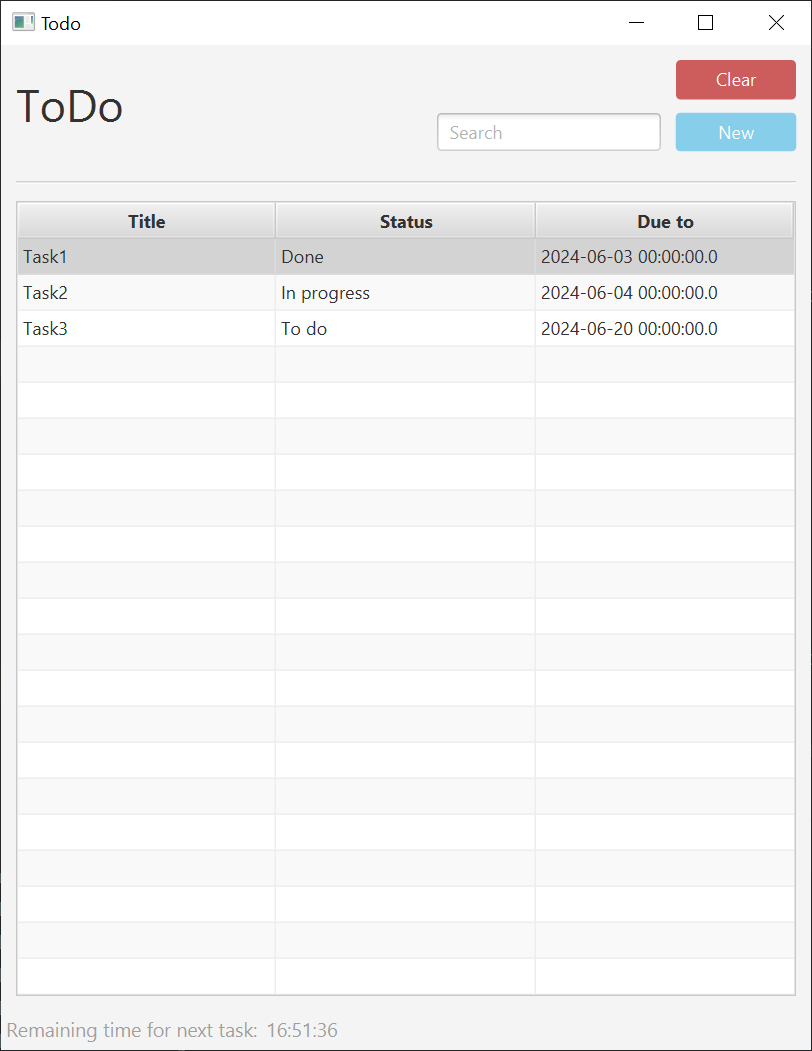 Todo
ToDo
Clear
Search
New
Title Status Due to
Task1 Done 2024-06-03 00:00:00.0
Task2 In progress 2024-06-04 00:00:00.0
Task3 To do 2024-06-20 00:00:00.0
Remaining time for next task: 16:51:36